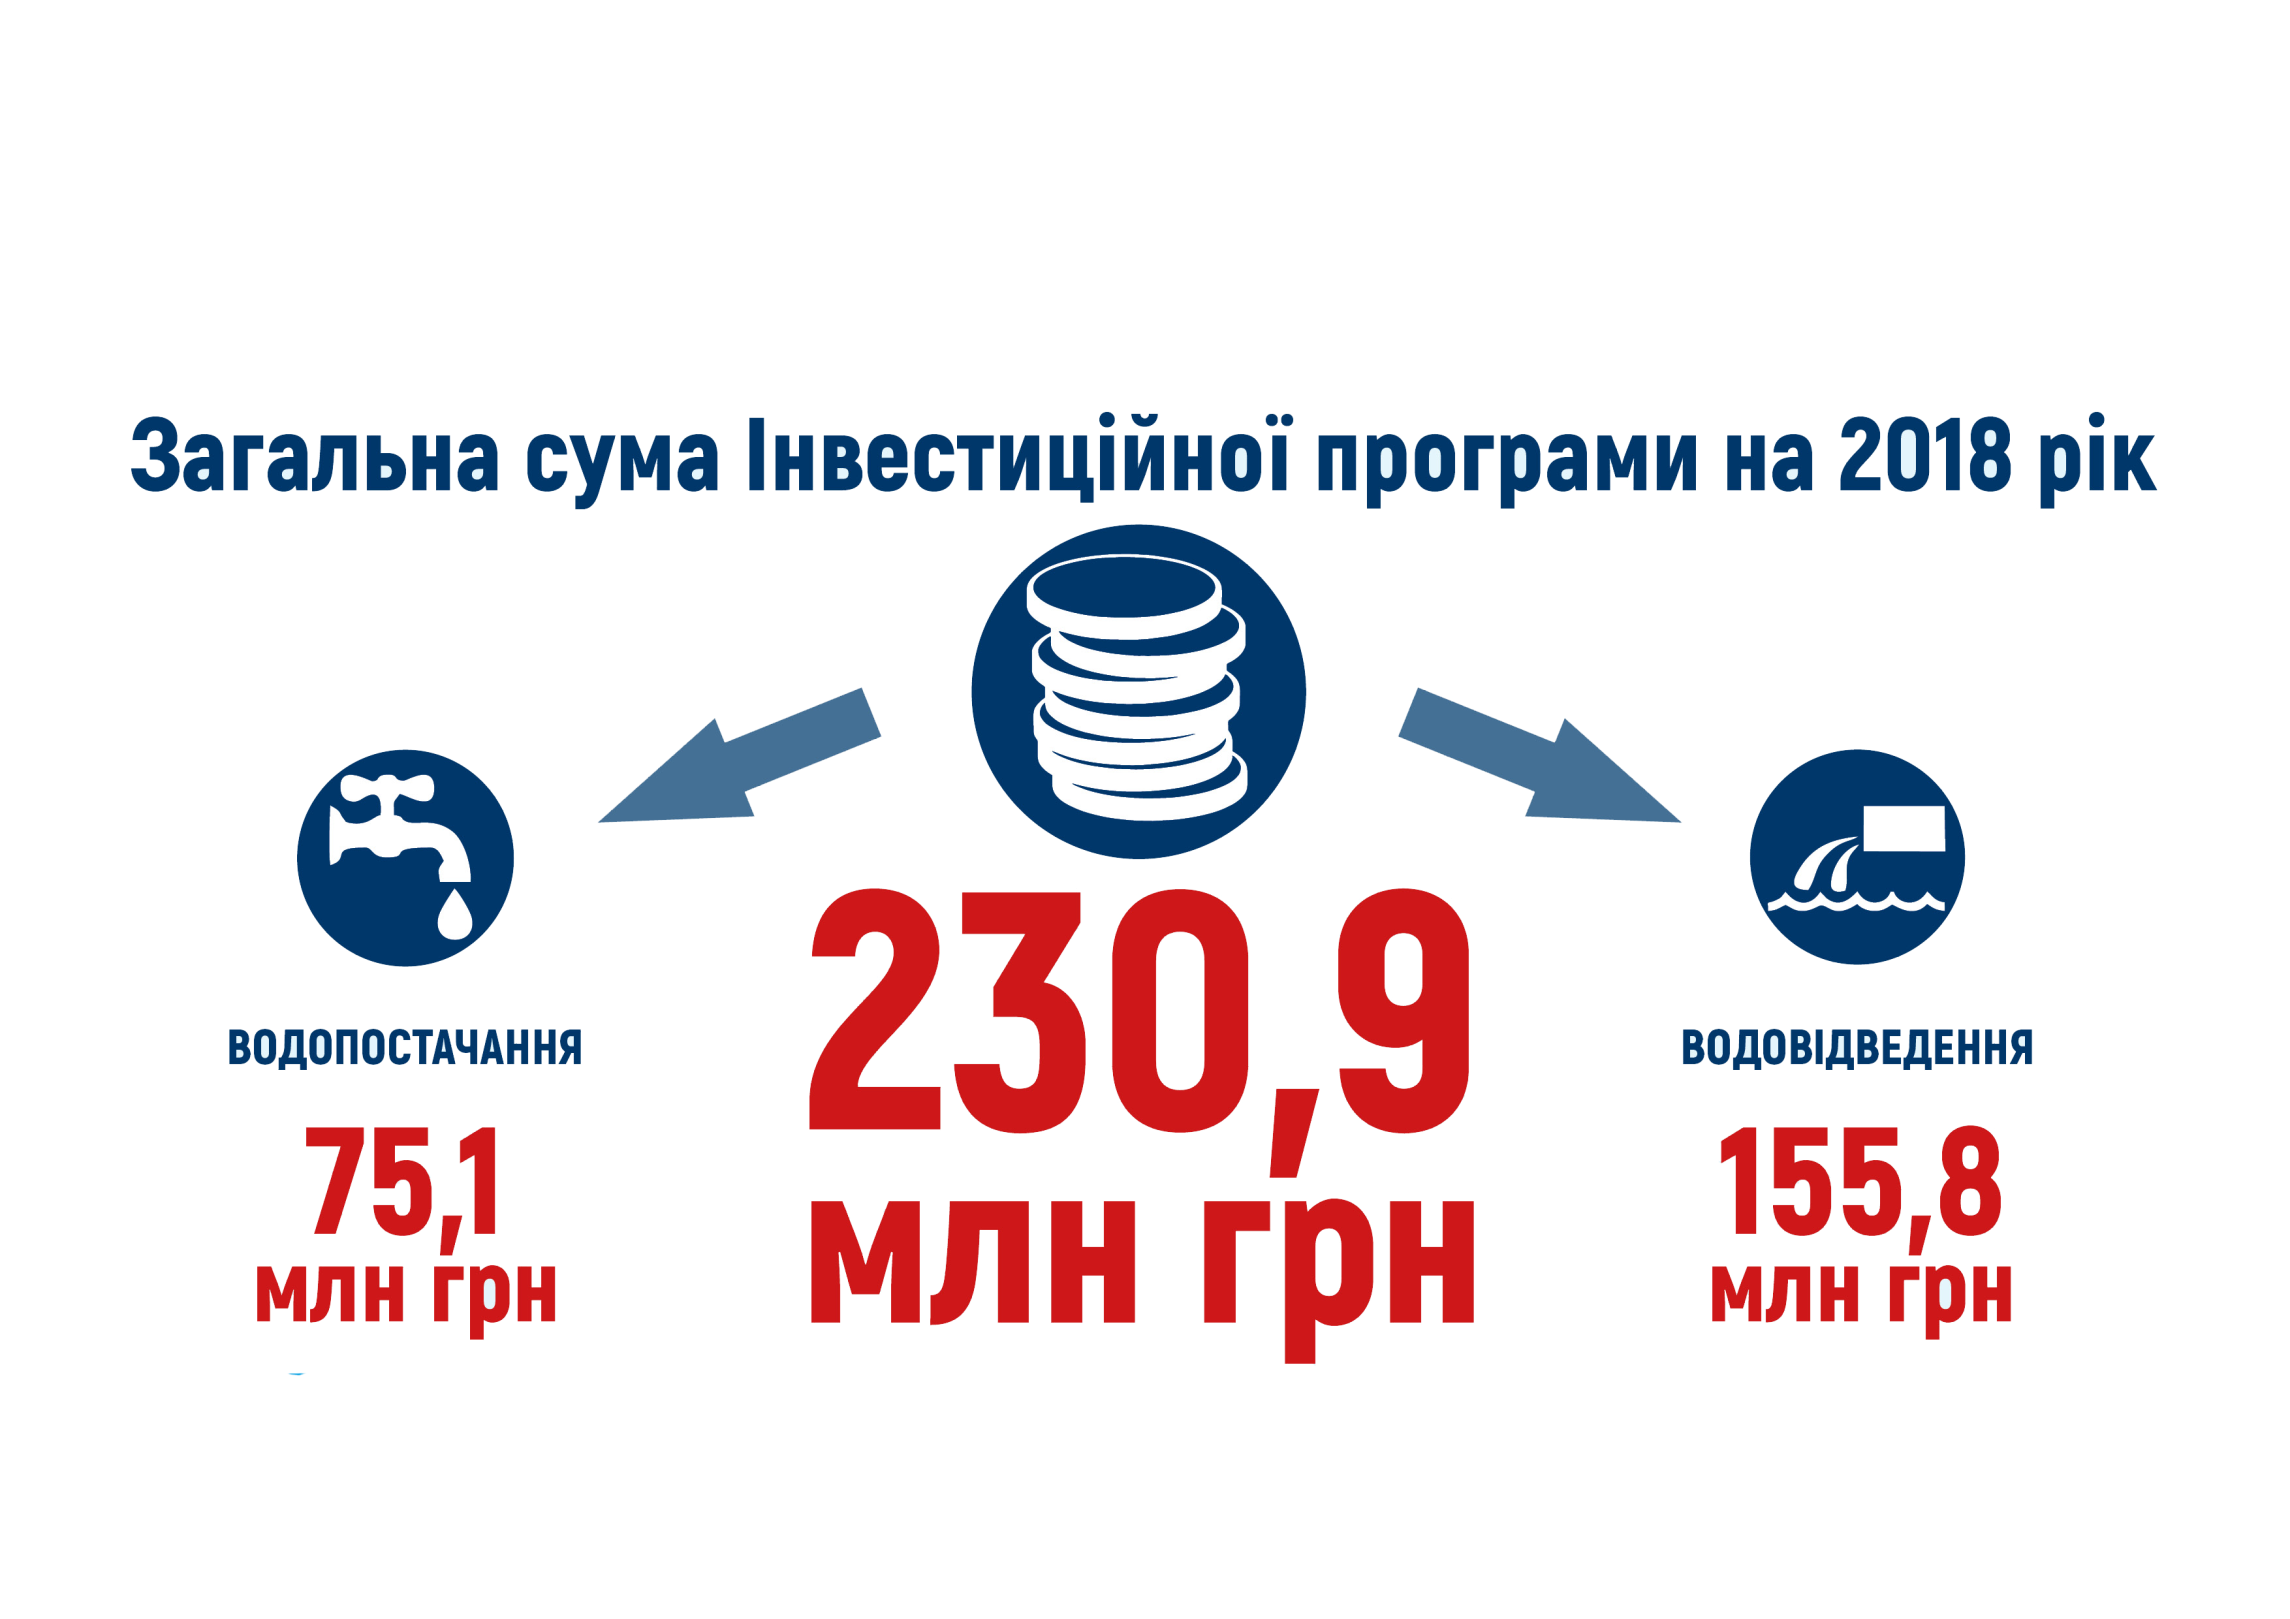 Загальна сума Інвестиційної програми на 2018 рік
230,9
млн грн
ВОДОПОСТАЧАННЯ
75,1
млн грн
ВОДОВІДВЕДЕННЯ
155,8
млн грн